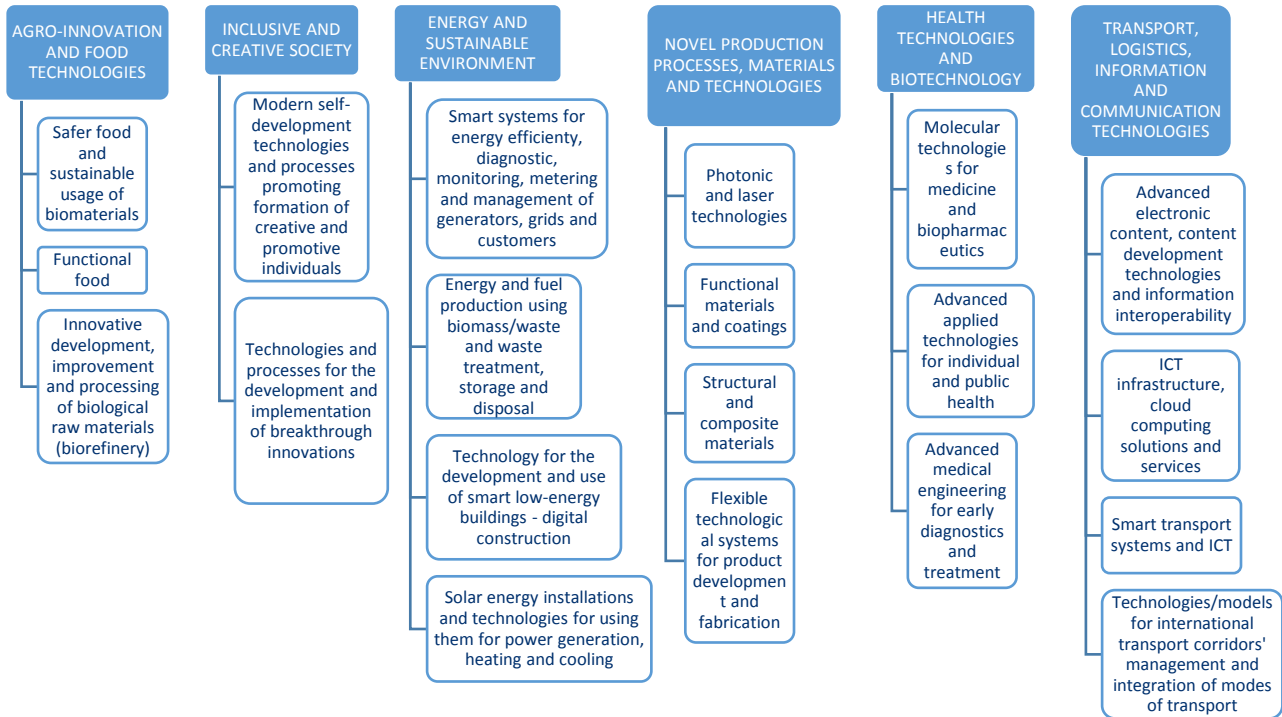 AGRO-INNOVATION
AND FOOD
TECHNOLOGIES
Safer food
and
sustainable
usage of
biomaterials
Functional
food
Innovative
development,
improvement
and processing
of biological
raw materials
(biorefinery)
INCLUSIVE AND
CREATIVE SOCIETY
Modern self-
development
technologies
and processes
promoting
formation of
creative and
promotive
individuals
Technologies and
processes for the
development and
implementation
of breakthrough
innovations
ENERGY AND
SUSTAINABLE
ENVIRONMENT
Smart systems for
energy efficienty,
diagnostic,
monitoring, metering
and management of
generators, grids and
customers
Energy and fuel
production using
biomass/waste
and waste
treatment,
storage and
disposal
Technology for the
development and use
of smart low-energy
buildings - digital
construction
Solar energy installations
and technologies for using
them for power generation,
heating and cooling
NOVEL PRODUCTION
PROCESSES, MATERIALS
AND TECHNOLOGIES
Photonic
and laser
technologies
Functional
materials
and coatings
Structural
and
composite
materials
Flexible
technologic
al systems
for product
developmen
t and
fabrication
HEALTH
TECHNOLOGIES
AND
BIOTECHNOLOGY
Molecular
technologie
s for
medicine
and
biopharmac
eutics
Advanced
applied
technologies
for individual
and public
health
Advanced
medical
engineering
for early
diagnostics
and
treatment
TRANSPORT,
LOGISTICS,
INFORMATION
AND
COMMUNICATION
TECHNOLOGIES
Advanced
electronic
content, content
development
technologies
and information
interoperability
ICT
infrastructure,
cloud
computing
solutions and
services
Smart transport
systems and ICT
Technologies/models
for international
transport corridors'
management and
integration of modes
of transport